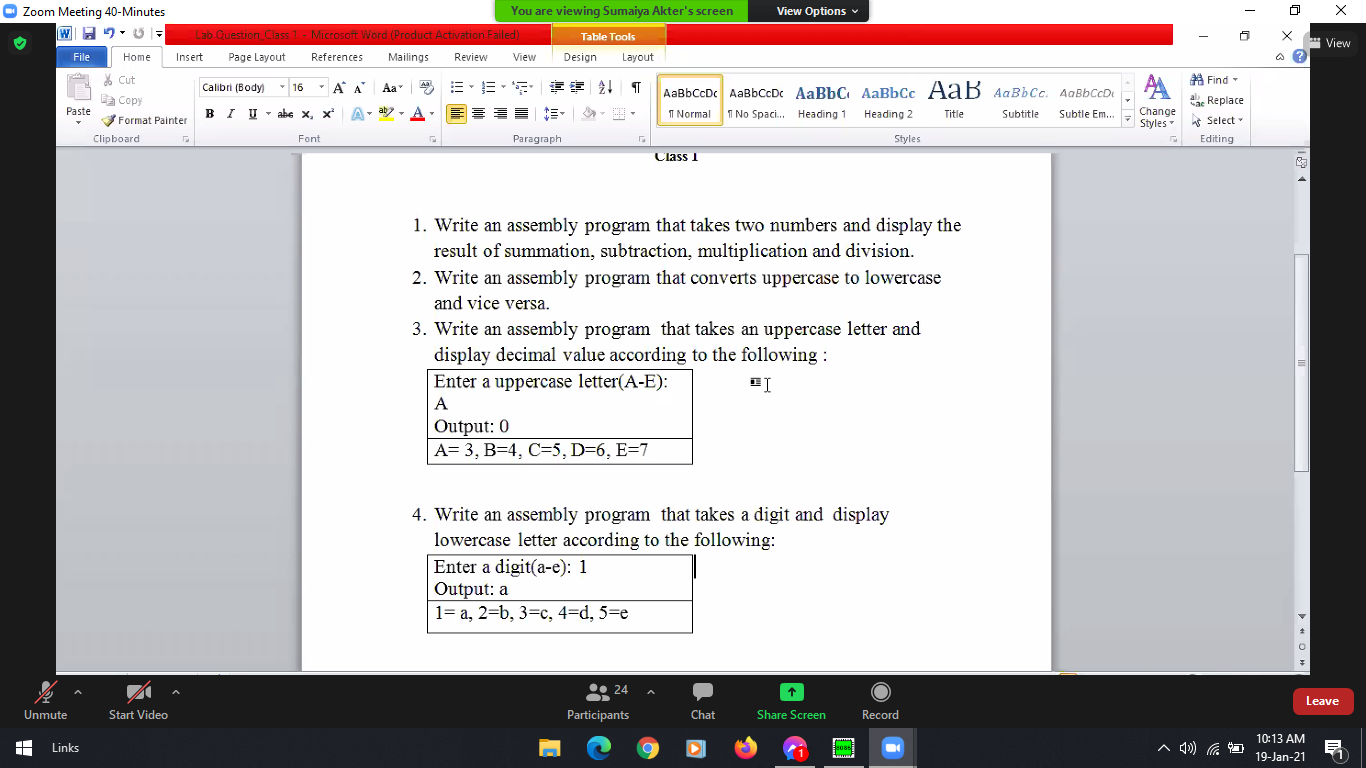 Zoom Meeting 40-Minutes
You are viewing Sumaiya Akter's screen
View Options
Lab Question_Class 1 - Microsoft Word (Product Activation Failed)
Table Tools
View
File Home Insert Page Layout References Mailings Review View Design Layout
Cut
Copy
Format Painter
Paste
Clipboard
Calibri (Body) 16
Font
Paragraph
AaBbCcDc AaBbCcDc AaBbC AaBbCc AaB AaBbCc. AaBbCcDc
¶ Normal ¶ No Spaci... Heading 1 Heading 2 Title Subtitle Subtle Em...
Styles
Change
Styles
Find
Replace
Select
Editing
Class 1
1. Write an assembly program that takes two numbers and display the
result of summation, subtraction, multiplication and division.
2. Write an assembly program that converts uppercase to lowercase
and vice versa.
3. Write an assembly program that takes an uppercase letter and
display decimal value according to the following :
Enter a uppercase letter(A-E):
A
Output: 0
A= 3, B=4, C=5, D=6, E=7
4. Write an assembly program that takes a digit and display
lowercase letter according to the following:
Enter a digit(a-e): 1
Output: a
1= a, 2=b, 3=c, 4=d, 5=e
Unmute
Start Video
24
Participants
Chat
Share Screen
Record
Leave
Links
8086
1
10:13 AM
19-Jan-21
1